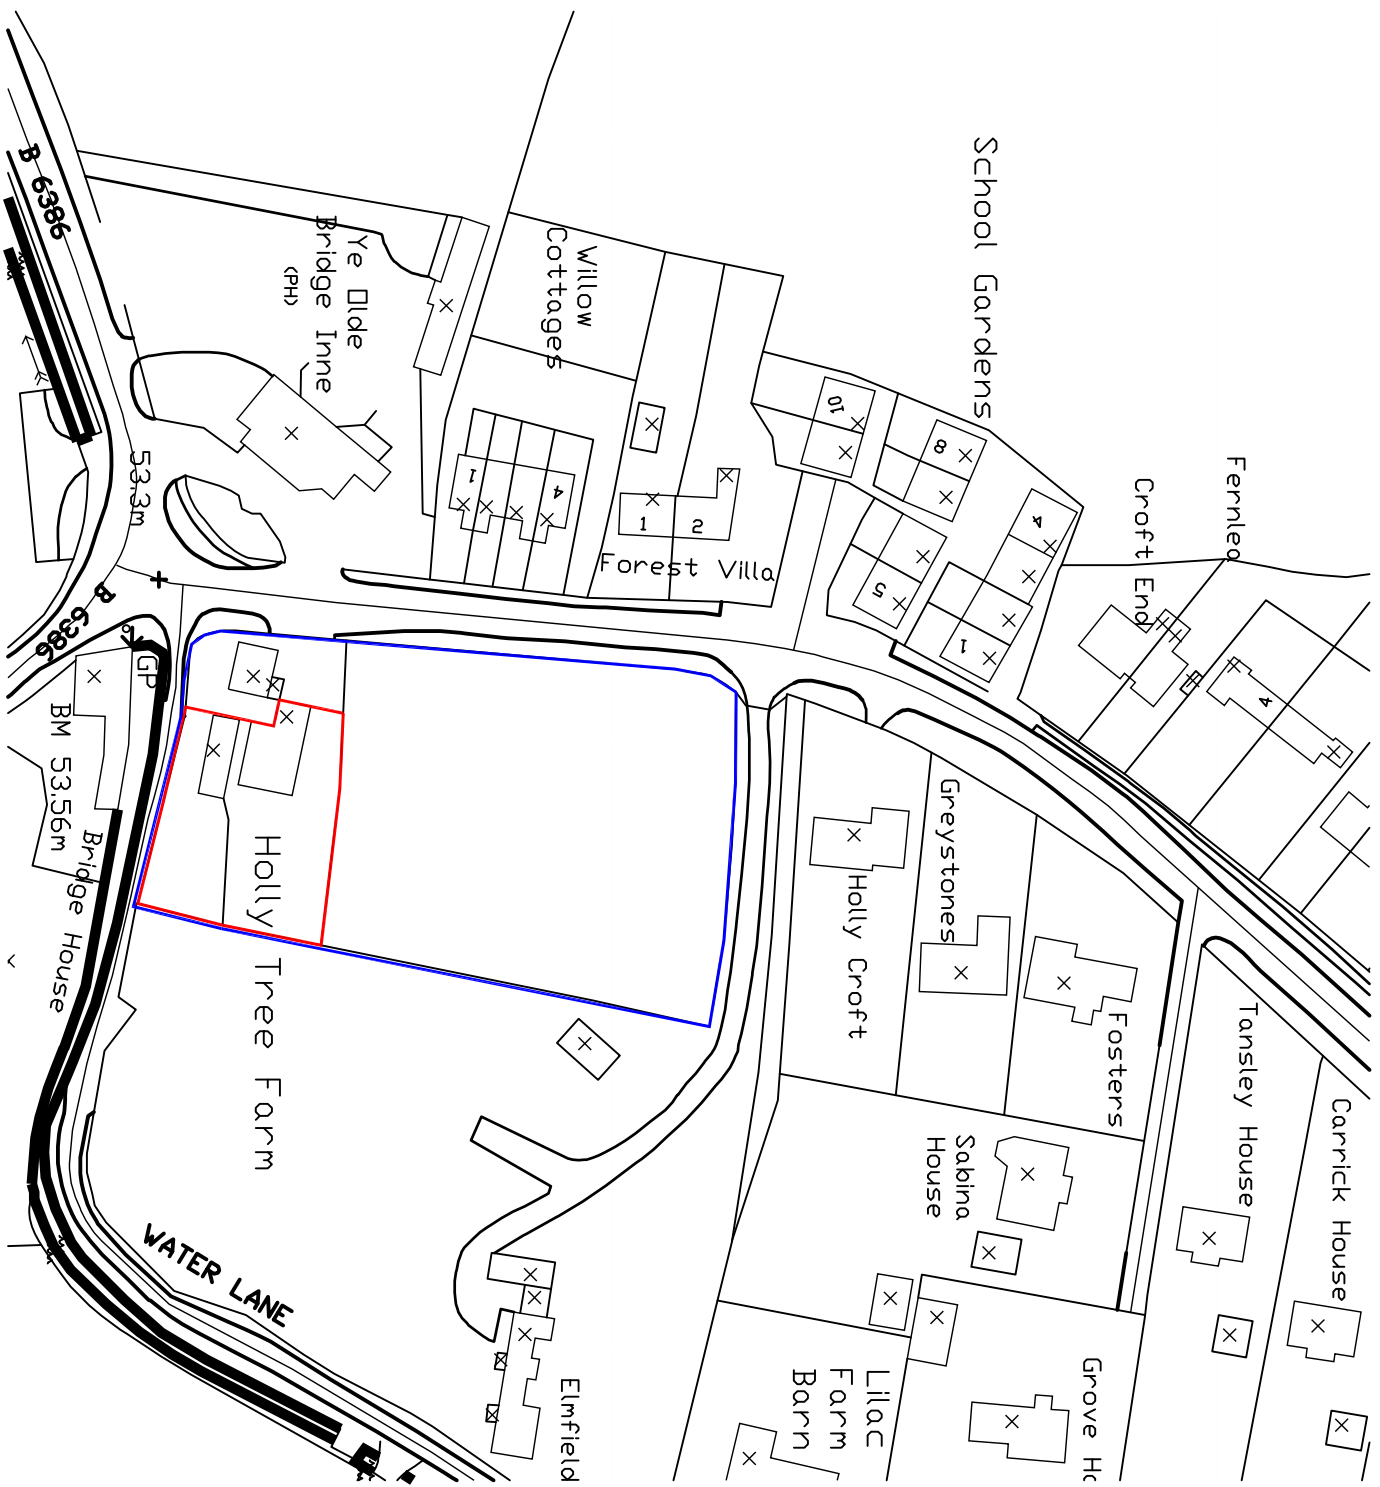 School Gardens
B 6386
Ye Olde
Bridge Inne
(PH)
Willow
Cottages
10
8
4
5
1
1
4
1
2
Forest Villa
Fernlea
Croft End
4
53.3m
B 6386
GP
BM 53.56m
Bridge House
Holly Tree Farm
Holly Croft
Greystones
Fosters
Tansley House
Carrick House
Sabina
House
WATER LANE
Elmfield
Lilac
Farm
Barn
Grove Ho